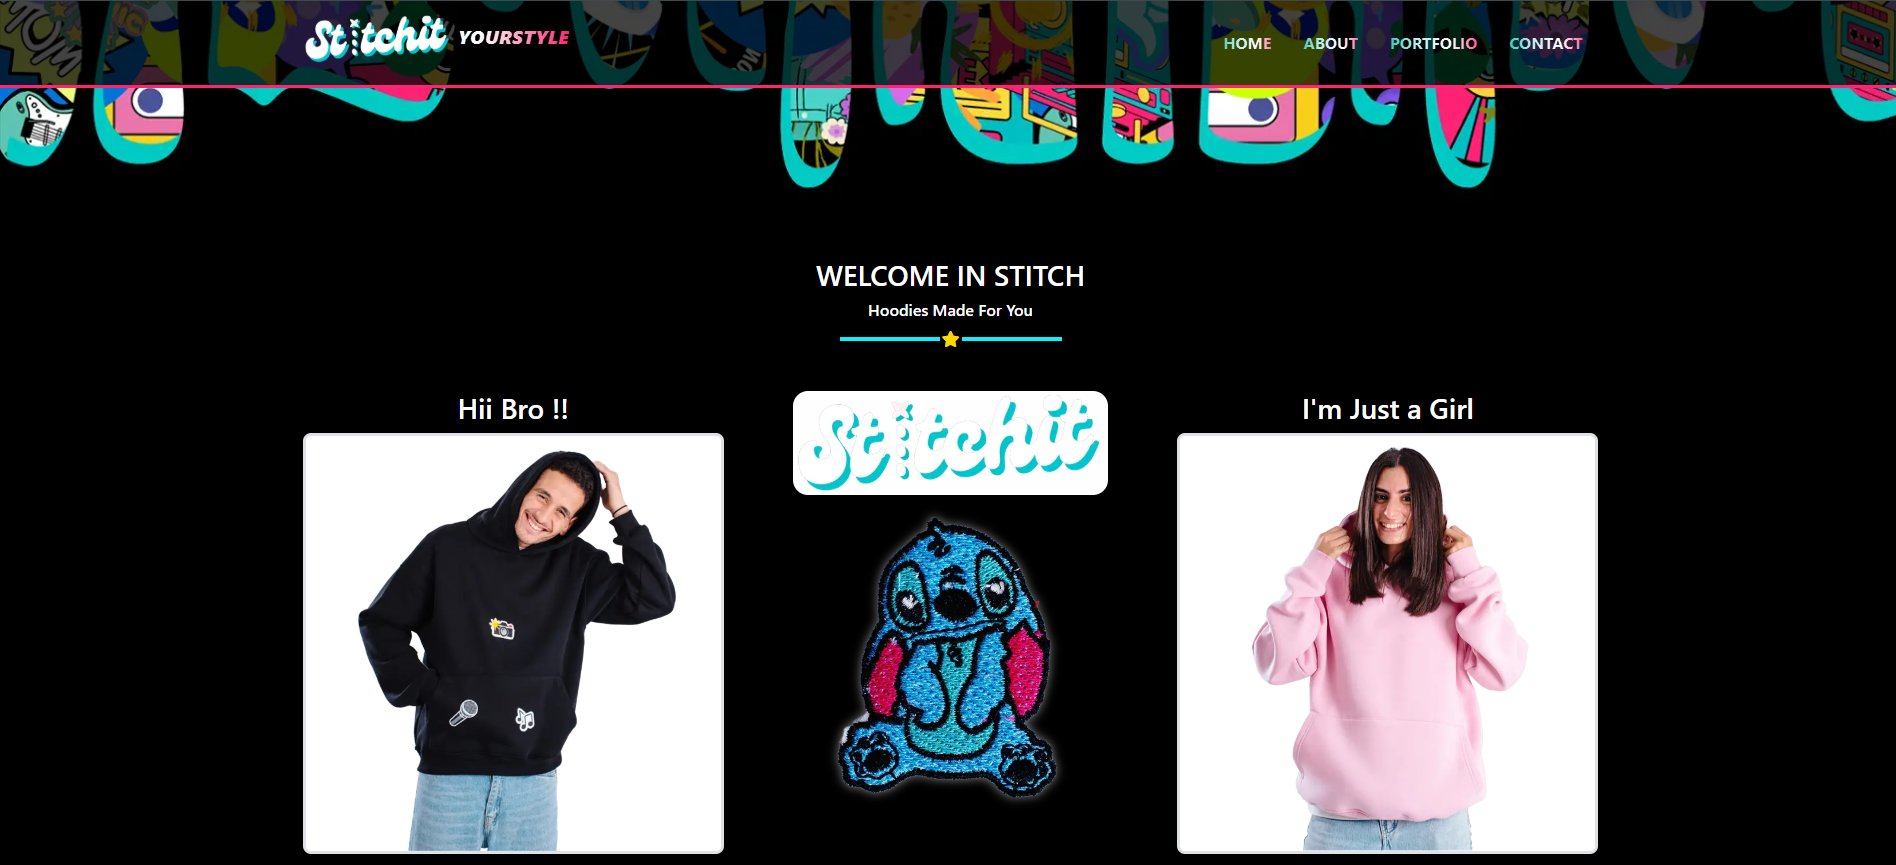 Stitchit YOURSTYLE
HOME ABOUT PORTFOLIO CONTACT
WELCOME IN STITCH
Hoodies Made For You
Hii Bro !!
Stitchit
I'm Just a Girl